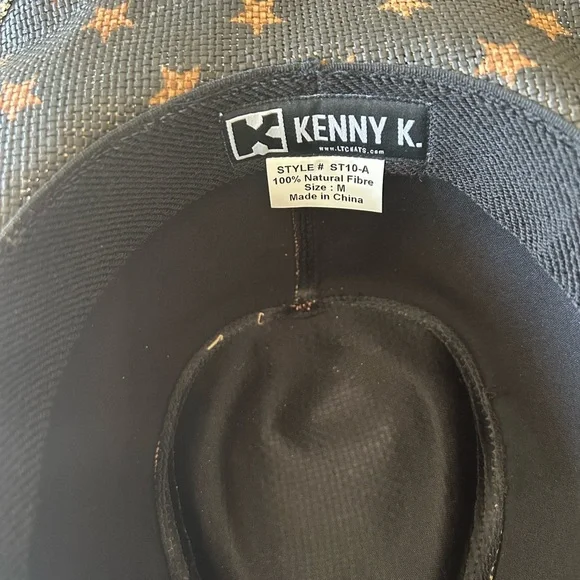 K KENNY K.
www.LTCHATS.com
STYLE # ST10-A
100% Natural Fibre
Size : M
Made in China